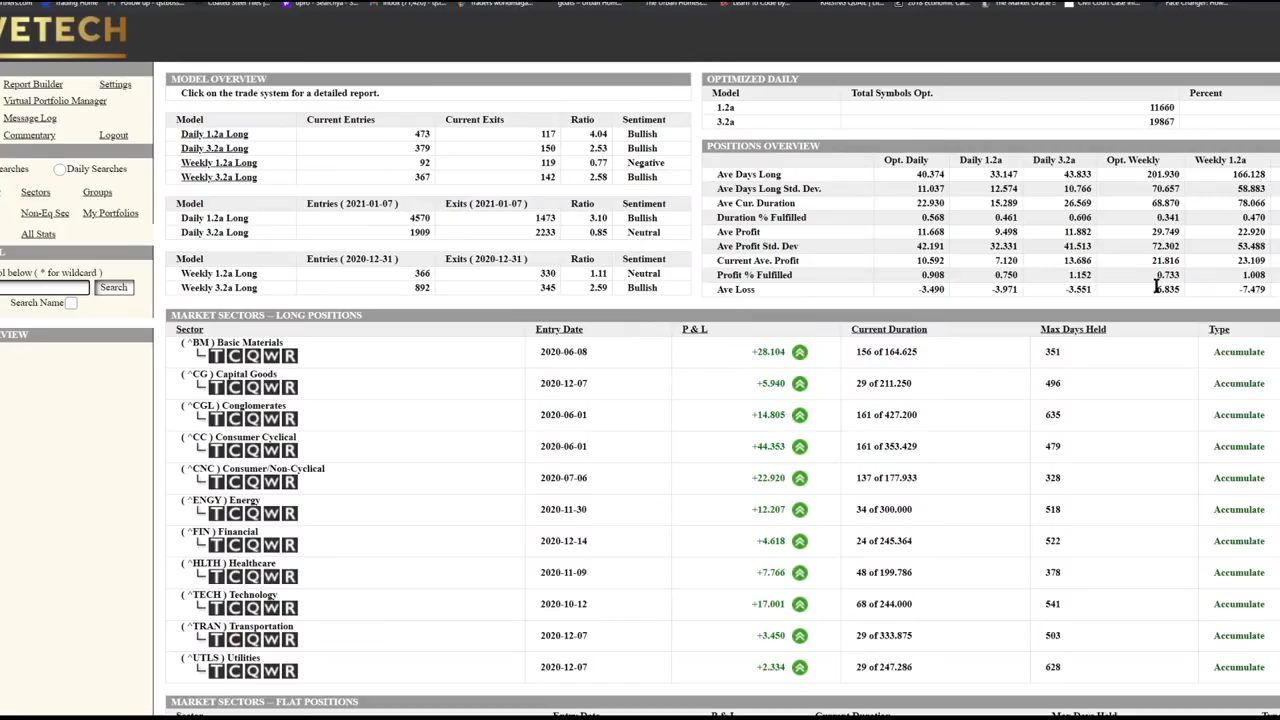 Trading Home
VETECH
Report Builder Settings
Virtual Portfolio Manager
Message Log
Commentary Logout
earches Daily Searches
Sectors Groups
Non-Eq Sec My Portfolios
All Stats
ol below ( * for wildcard )
Search
Search Name
VIEW
MODEL OVERVIEW
Click on the trade system for a detailed report.
Model Current Entries Current Exits Ratio Sentiment
Daily 1.2a Long 473 117 4.04 Bullish
Daily 3.2a Long 379 150 2.53 Bullish
Weekly 1.2a Long 92 119 0.77 Negative
Weekly 3.2a Long 367 142 2.58 Bullish
Model Entries ( 2021-01-07 ) Exits ( 2021-01-07 ) Ratio Sentiment
Daily 1.2a Long 4570 1473 3.10 Bullish
Daily 3.2a Long 1909 2233 0.85 Neutral
Model Entries ( 2020-12-31 ) Exits ( 2020-12-31 ) Ratio Sentiment
Weekly 1.2a Long 366 330 1.11 Neutral
Weekly 3.2a Long 892 345 2.59 Bullish
OPTIMIZED DAILY
Model Total Symbols Opt. Percent
1.2a 11660
3.2a 19867
POSITIONS OVERVIEW
Opt. Daily Daily 1.2a Daily 3.2a Opt. Weekly Weekly 1.2a
Ave Days Long 40.374 33.147 43.833 201.930 166.128
Ave Days Long Std. Dev. 11.037 12.574 10.766 70.657 58.883
Ave Cur. Duration 22.930 15.289 26.569 68.870 78.066
Duration % Fulfilled 0.568 0.461 0.606 0.341 0.470
Ave Profit 11.668 9.498 11.882 29.749 22.920
Ave Profit Std. Dev 42.191 32.331 41.513 72.302 53.488
Current Ave. Profit 10.592 7.120 13.686 21.816 23.109
Profit % Fulfilled 0.908 0.750 1.152 0.733 1.008
Ave Loss -3.490 -3.971 -3.551 -7.479
MARKET SECTORS -- LONG POSITIONS
Sector Entry Date P & L Current Duration Max Days Held Type
( ^BM ) Basic Materials
T C Q W R 2020-06-08 +28.104 156 of 164.625 351 Accumulate
( ^CG ) Capital Goods
T C Q W R 2020-12-07 +5.940 29 of 211.250 496 Accumulate
( ^CGL ) Conglomerates
T C Q W R 2020-06-01 +14.805 161 of 427.200 635 Accumulate
( ^CC ) Consumer Cyclical
T C Q W R 2020-06-01 +44.353 161 of 353.429 479 Accumulate
( ^CNC ) Consumer/Non-Cyclical
T C Q W R 2020-07-06 +22.920 137 of 177.933 328 Accumulate
( ^ENGY ) Energy
T C Q W R 2020-11-30 +12.207 34 of 300.000 518 Accumulate
( ^FIN ) Financial
T C Q W R 2020-12-14 +4.618 24 of 245.364 522 Accumulate
( ^HLTH ) Healthcare
T C Q W R 2020-11-09 +7.766 48 of 199.786 378 Accumulate
( ^TECH ) Technology
T C Q W R 2020-10-12 +17.001 68 of 244.000 541 Accumulate
( ^TRAN ) Transportation
T C Q W R 2020-12-07 +3.450 29 of 333.875 503 Accumulate
( ^UTLS ) Utilities
T C Q W R 2020-12-07 +2.334 29 of 247.286 628 Accumulate
MARKET SECTORS -- FLAT POSITIONS
Sector Entry Date P & L Current Duration Max Days Held